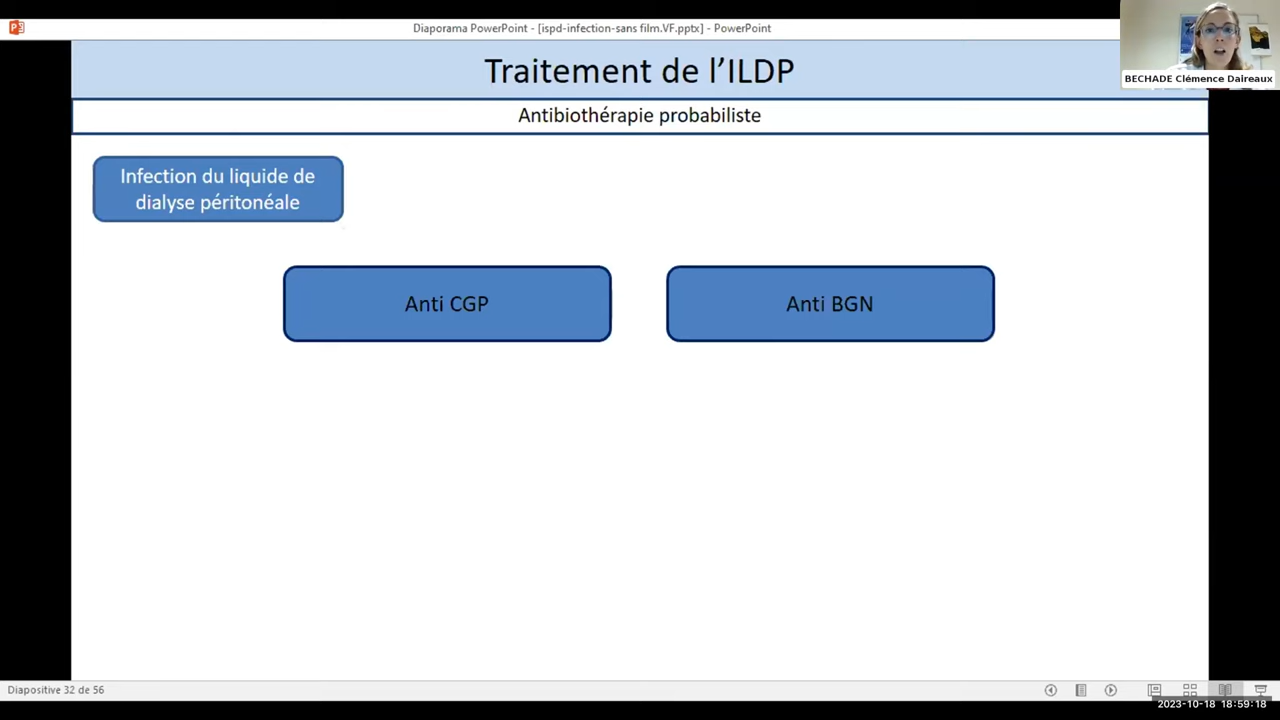 Diaporama PowerPoint - [ispd-infection-sans film.VF.pptx] - PowerPoint
BECHADE Clémence Daireaux
Traitement de l'ILDP
Antibiothérapie probabiliste
Infection du liquide de
dialyse péritonéale
Anti CGP
Anti BGN
Diapositive 32 de 56
2023-10-18 18:59:18